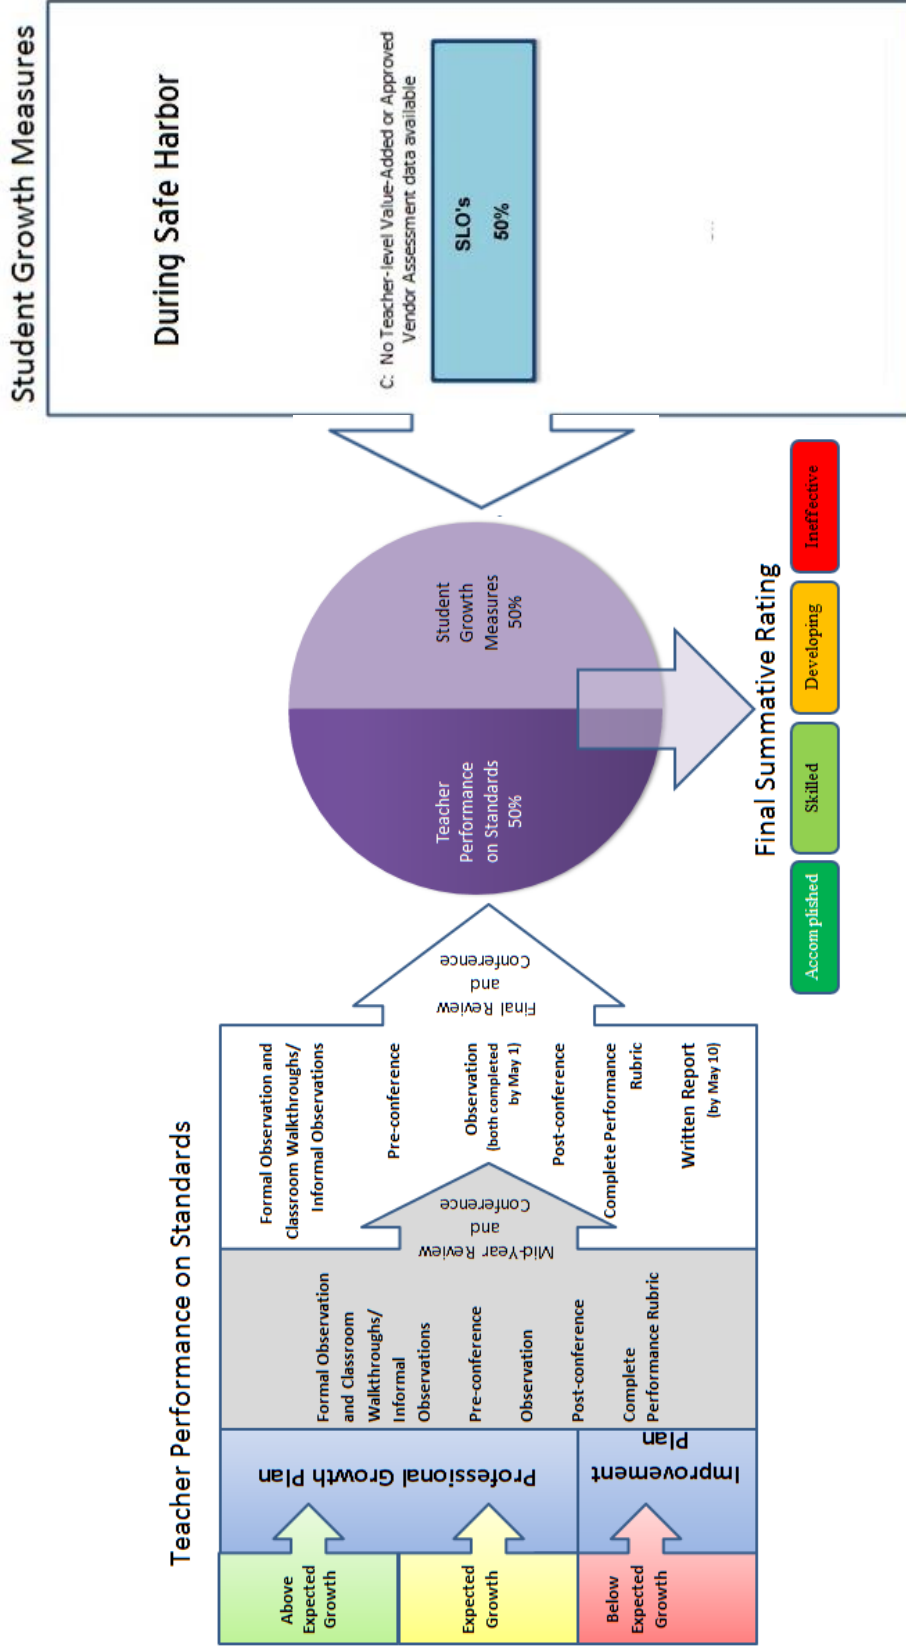 Teacher Performance on Standards
Above
Expected
Growth
Expected
Growth
Below
Expected
Growth
Professional Growth Plan
Improvement
Plan
Formal Observation
and Classroom
Walkthroughs/
Informal
Observations
Pre-conference
Observation
Post-conference
Complete
Performance Rubric
Mid-Year Review
and
Conference
Formal Observation and
Classroom Walkthroughs/
Informal Observations
Pre-conference
Observation
(both completed
by May 1)
Post-conference
Complete Performance
Rubric
Written Report
(by May 10)
Final Review
and
Conference
Teacher
Performance
on Standards
50%
Student
Growth
Measures
50%
Final Summative Rating
Accomplished
Skilled
Developing
Ineffective
Student Growth Measures
During Safe Harbor
C: No Teacher-level Value-Added or Approved
Vendor Assessment data available
SLO's
50%